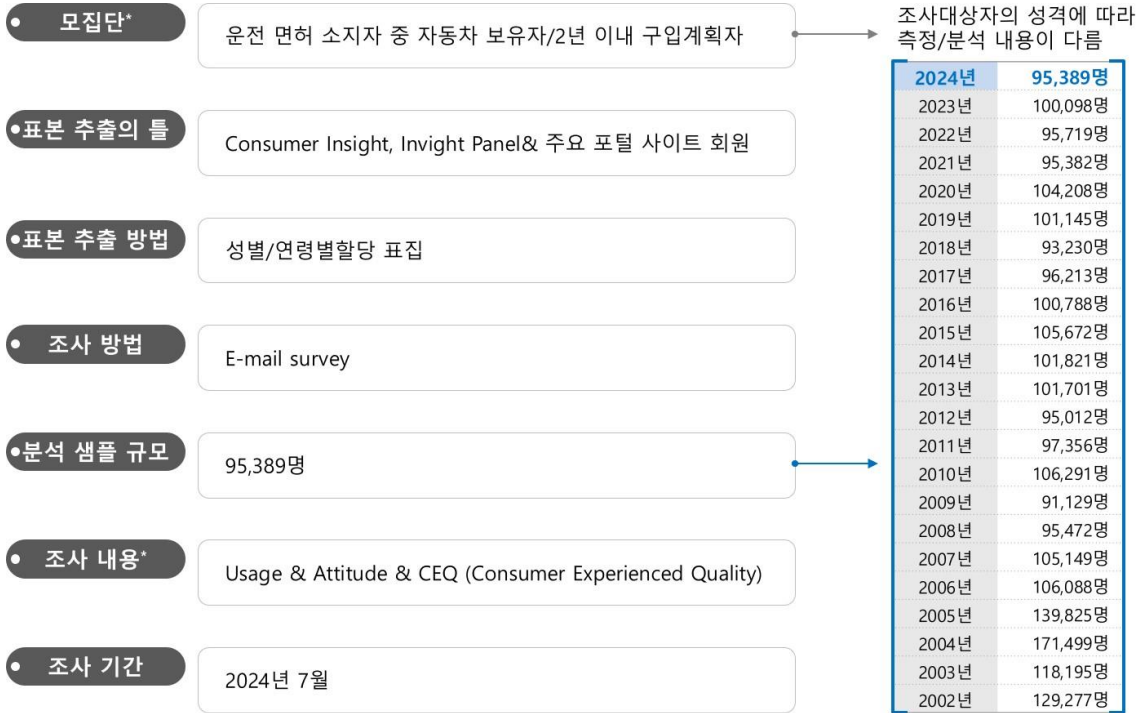 모집단*
운전 면허 소지자 중 자동차 보유자/2년 이내 구입계획자
표본 추출의 틀
Consumer Insight, Invight Panel& 주요 포털 사이트 회원
표본 추출 방법
성별/연령별할당 표집
조사 방법
E-mail survey
분석 샘플 규모
95,389명
조사 내용*
Usage & Attitude & CEQ (Consumer Experienced Quality)
조사 기간
2024년 7월
조사대상자의 성격에 따라
측정/분석 내용이 다름
2024년 95,389명
2023년 100,098명
2022년 95,719명
2021년 95,382명
2020년 104,208명
2019년 101,145명
2018년 93,230명
2017년 96,213명
2016년 100,788명
2015년 105,672명
2014년 101,821명
2013년 101,701명
2012년 95,012명
2011년 97,356명
2010년 106,291명
2009년 91,129명
2008년 95,472명
2007년 105,149명
2006년 106,088명
2005년 139,825명
2004년 171,499명
2003년 118,195명
2002년 129,277명